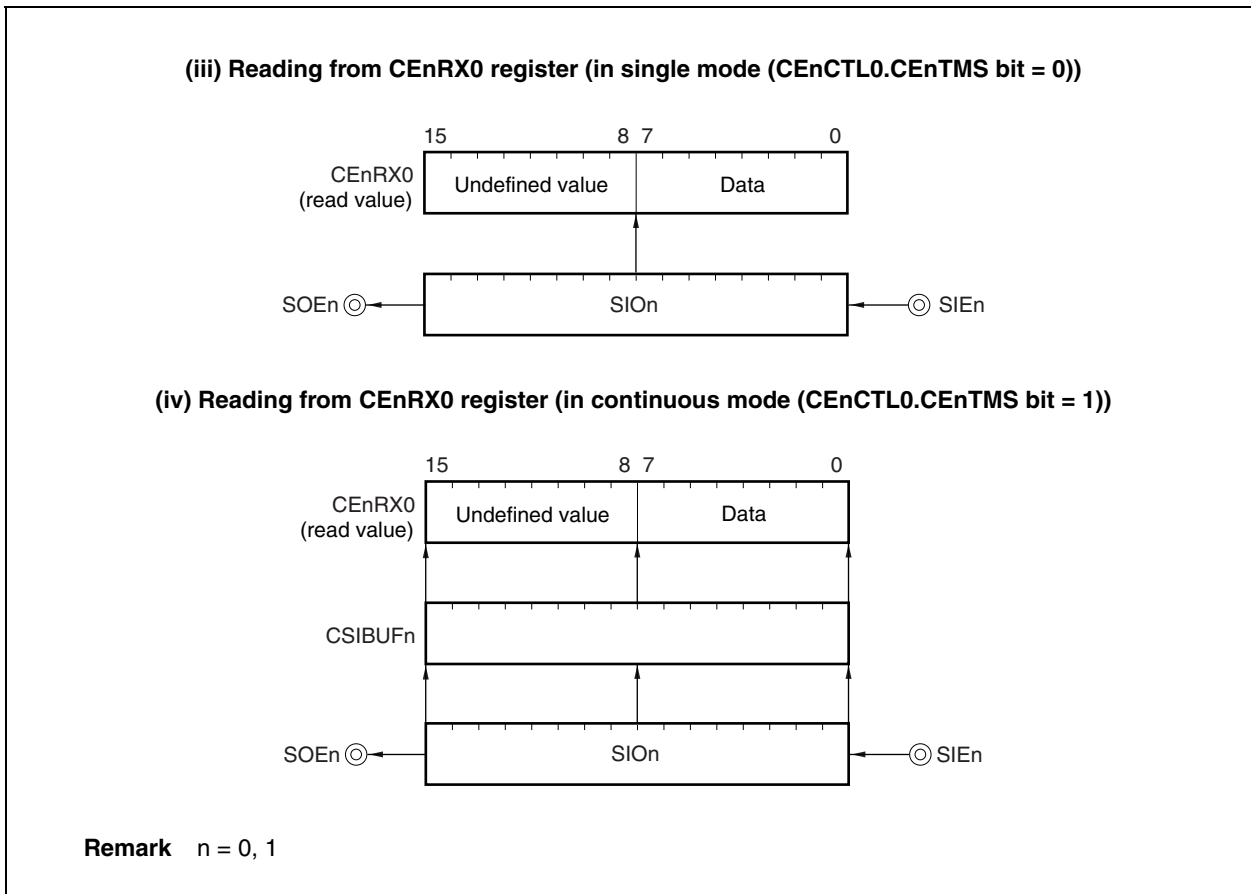 (iii) Reading from CEnRX0 register (in single mode (CEnCTL0.CEnTMS bit = 0))
15 8 7 0
CEnRX0
(read value)
Undefined value Data
SOEn SIOn SIEn
(iv) Reading from CEnRX0 register (in continuous mode (CEnCTL0.CEnTMS bit = 1))
15 8 7 0
CEnRX0
(read value)
Undefined value Data
CSIBUFn
SOEn SIOn SIEn
Remark n = 0, 1